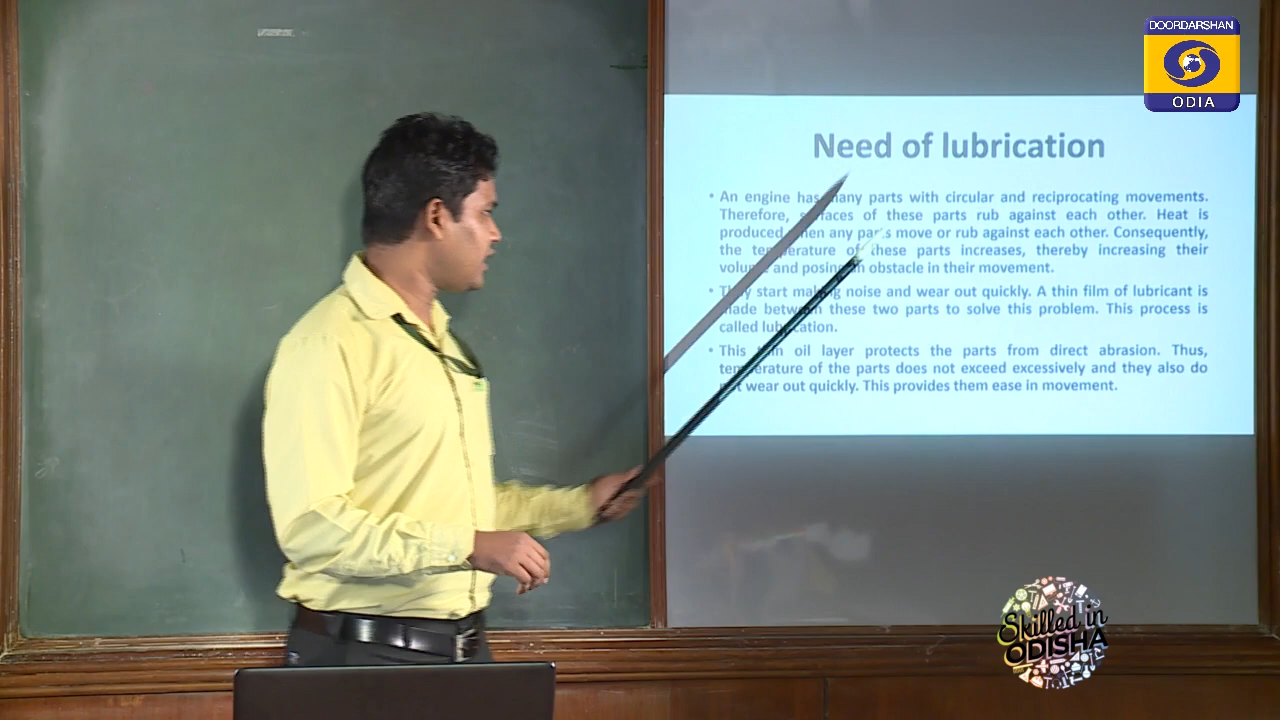 DOORDARSHAN
ODIA
Need of lubrication
• An engine has many parts with circular and reciprocating movements.
Therefore, surfaces of these parts rub against each other. Heat is
produced when any parts move or rub against each other. Consequently,
the temperature of these parts increases, thereby increasing their
volume and posing an obstacle in their movement.
• They start making noise and wear out quickly. A thin film of lubricant is
made between these two parts to solve this problem. This process is
called lubrication.
• This thin oil layer protects the parts from direct abrasion. Thus,
temperature of the parts does not exceed excessively and they also do
not wear out quickly. This provides them ease in movement.
Skilled in
ODISHA